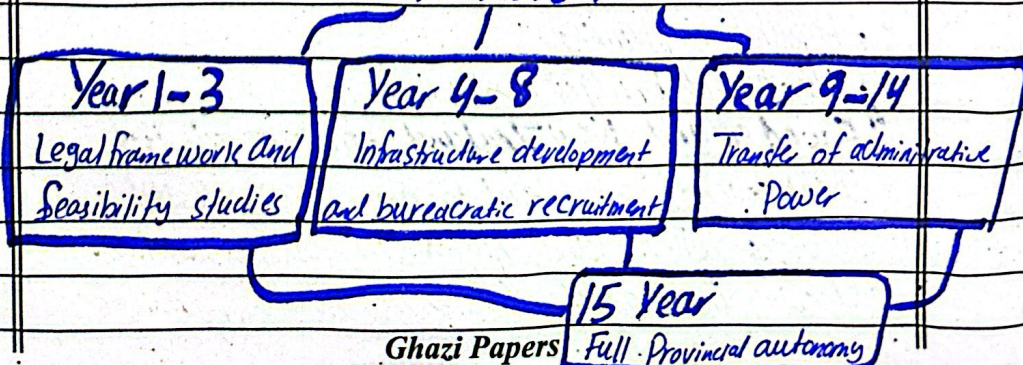 Year 1-3
Legal framework and
feasibility studies
Year 4-8
Infrastructure development
and bureacratic recruitment
Year 9-14
Transfer of administrative
Power
15 Year
Full Provincial autonomy
Ghazi Papers